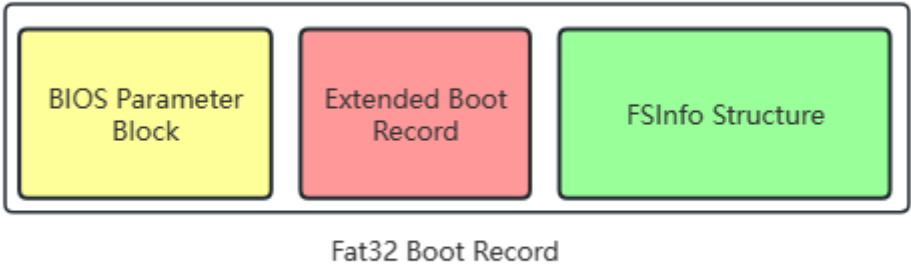 BIOS Parameter
Block
Extended Boot
Record
FSInfo Structure
Fat32 Boot Record